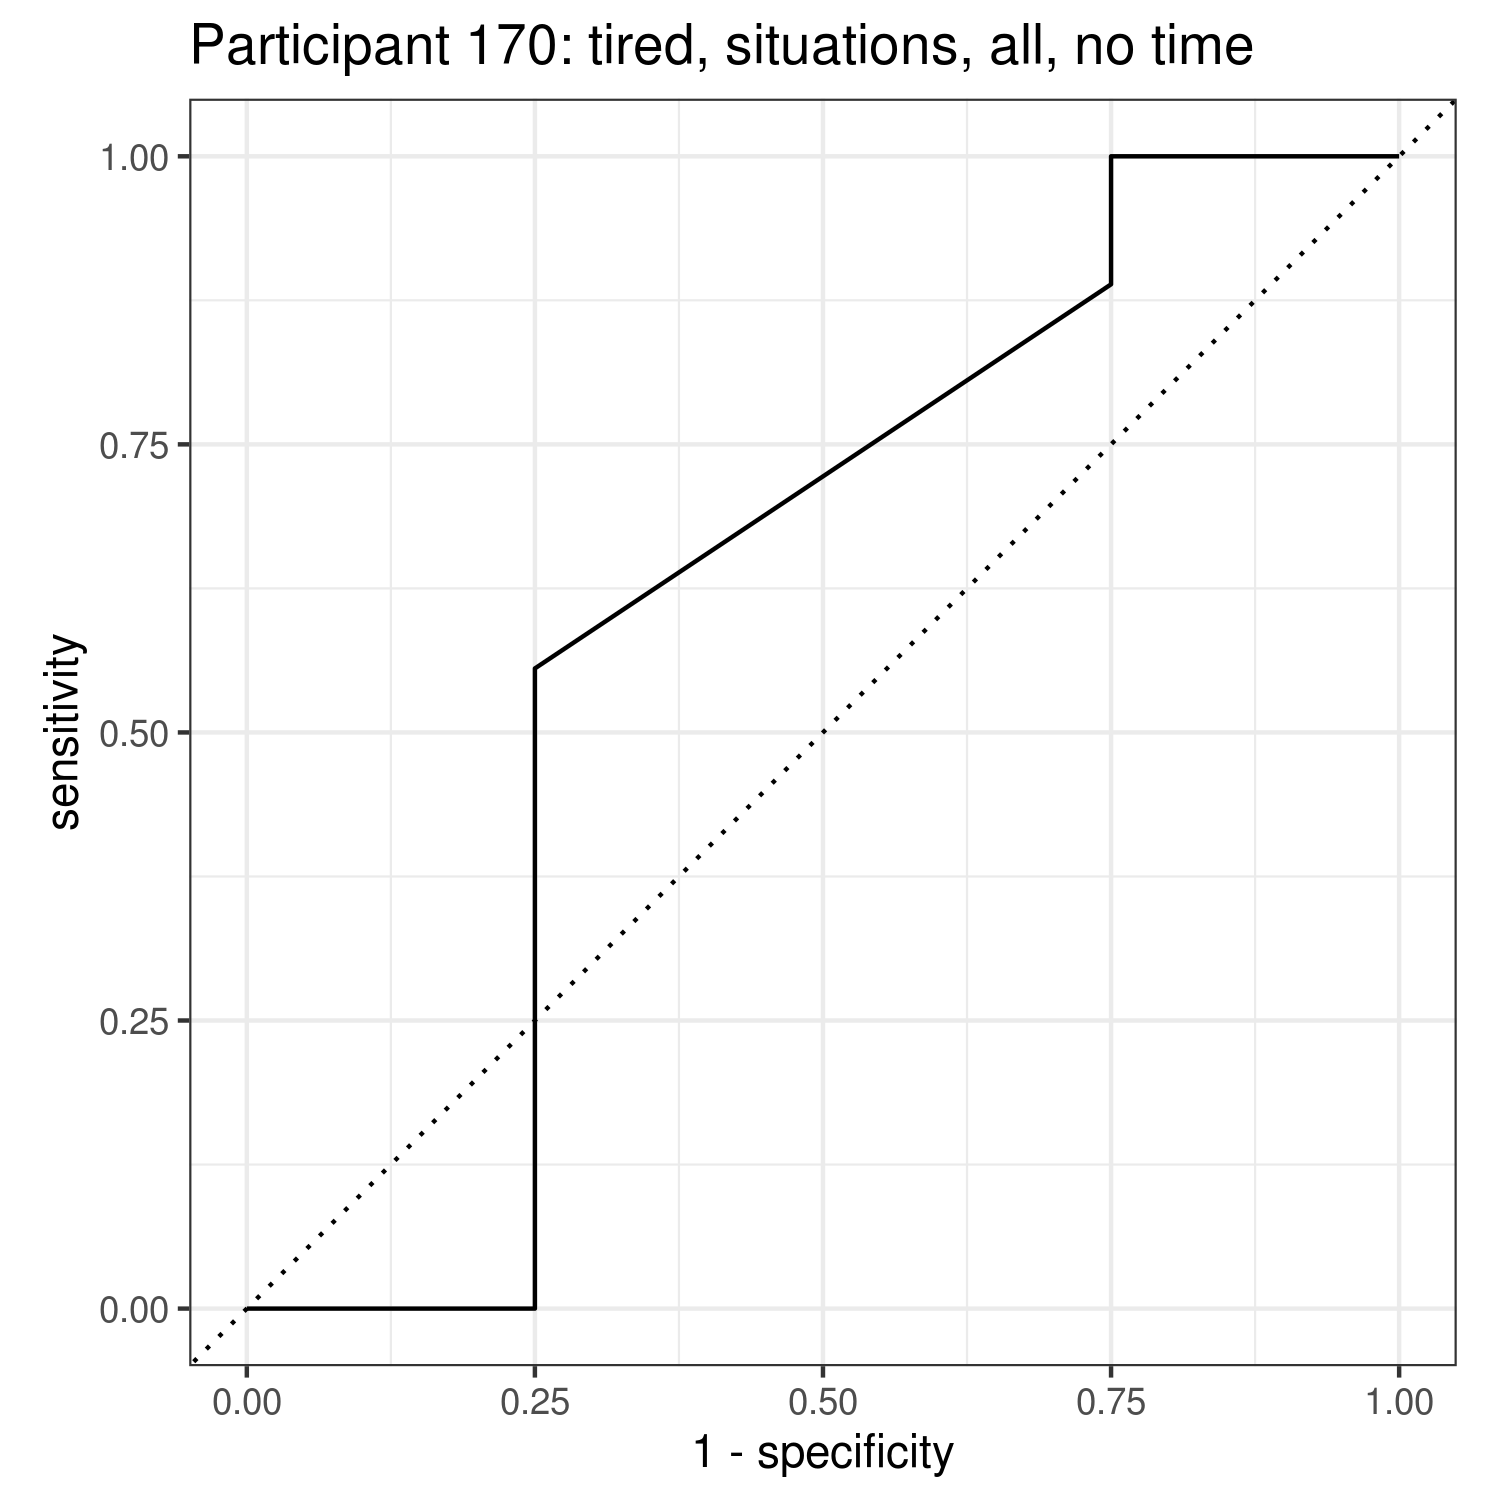 Participant 170: tired, situations, all, no time
1.00
0.75
0.50
0.25
0.00
sensitivity
0.00 0.25 0.50 0.75 1.00
1 - specificity